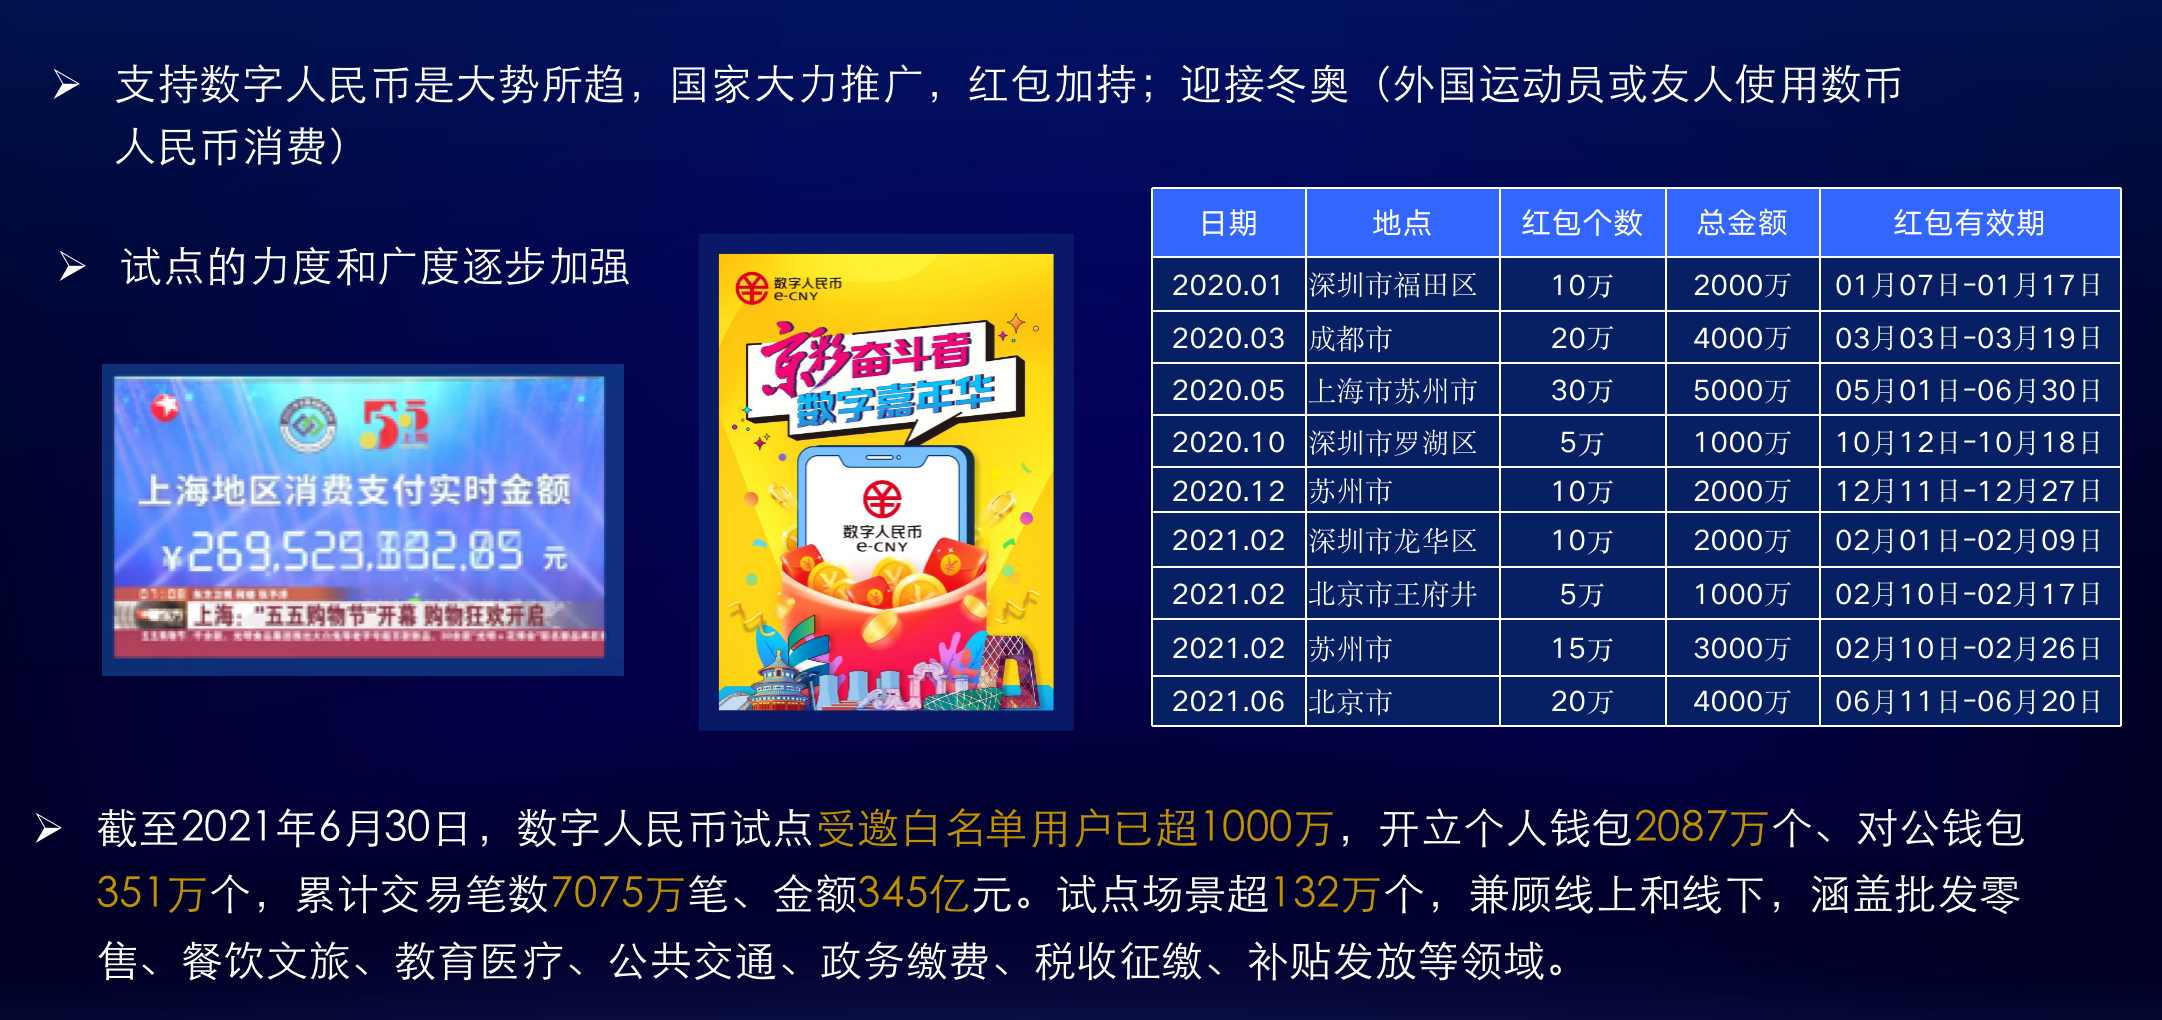 支持数字人民币是大势所趋，国家大力推广，红包加持；迎接冬奥（外国运动员或友人使用数币
人民币消费）
试点的力度和广度逐步加强
55
上海地区消费支付实时金额
元
上海："五五购物节"开幕 购物狂欢开启
数字人民币
e-CNY
京彩奋斗者
数字嘉年华
数字人民币
e-CNY
日期 地点 红包个数 总金额 红包有效期
2020.01 深圳市福田区 10万 2000万 01月07日-01月17日
2020.03 成都市 20万 4000万 03月03日-03月19日
2020.05 上海市苏州市 30万 5000万 05月01日-06月30日
2020.10 深圳市罗湖区 5万 1000万 10月12日-10月18日
2020.12 苏州市 10万 2000万 12月11日-12月27日
2021.02 深圳市龙华区 10万 2000万 02月01日-02月09日
2021.02 北京市王府井 5万 1000万 02月10日-02月17日
2021.02 苏州市 15万 3000万 02月10日-02月26日
2021.06 北京市 20万 4000万 06月11日-06月20日
截至2021年6月30日，数字人民币试点受邀白名单用户已超1000万，开立个人钱包2087万个、对公钱包
351万个，累计交易笔数7075万笔、金额345亿元。试点场景超132万个，兼顾线上和线下，涵盖批发零
售、餐饮文旅、教育医疗、公共交通、政务缴费、税收征缴、补贴发放等领域。